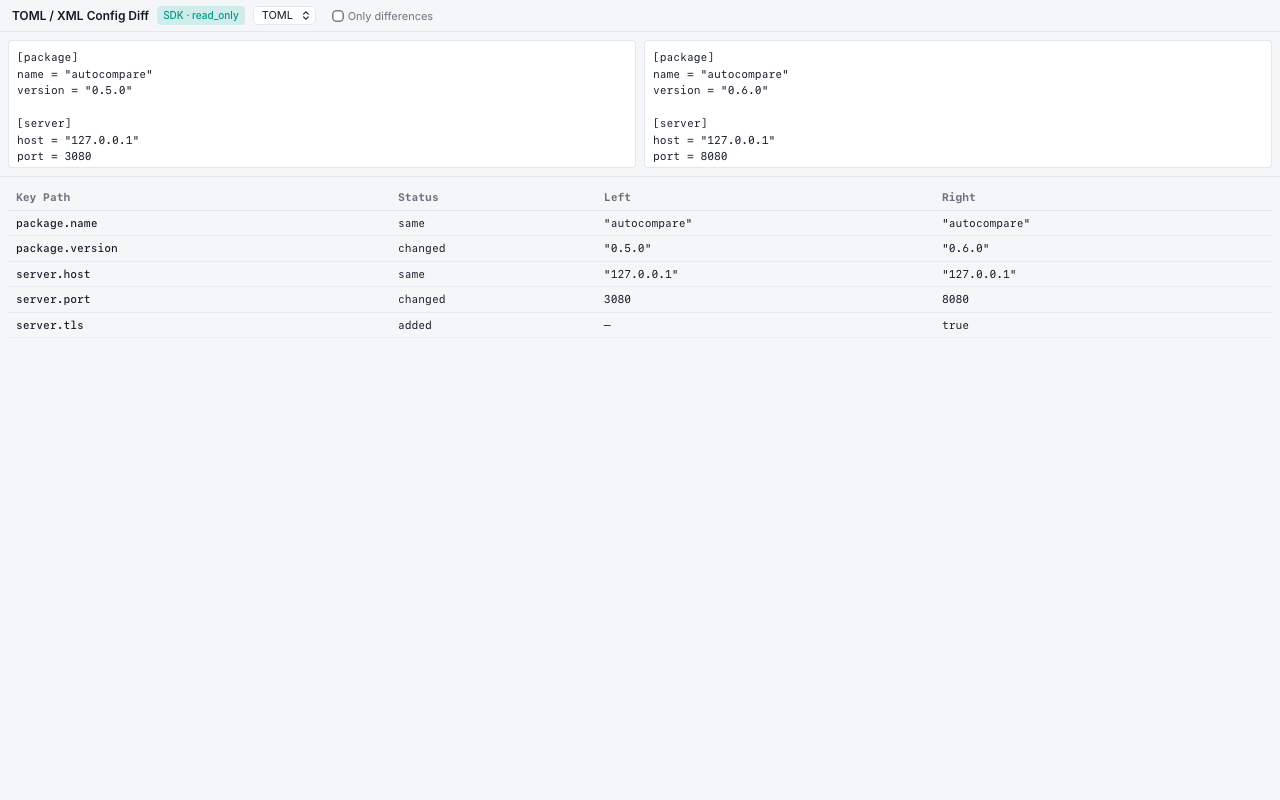 TOML / XML Config Diff SDK · read_only TOML Only differences
[package]
name = "autocompare"
version = "0.5.0"
[server]
host = "127.0.0.1"
port = 3080
[package]
name = "autocompare"
version = "0.6.0"
[server]
host = "127.0.0.1"
port = 8080
Key Path Status Left Right
package.name same "autocompare" "autocompare"
package.version changed "0.5.0" "0.6.0"
server.host same "127.0.0.1" "127.0.0.1"
server.port changed 3080 8080
server.tls added — true